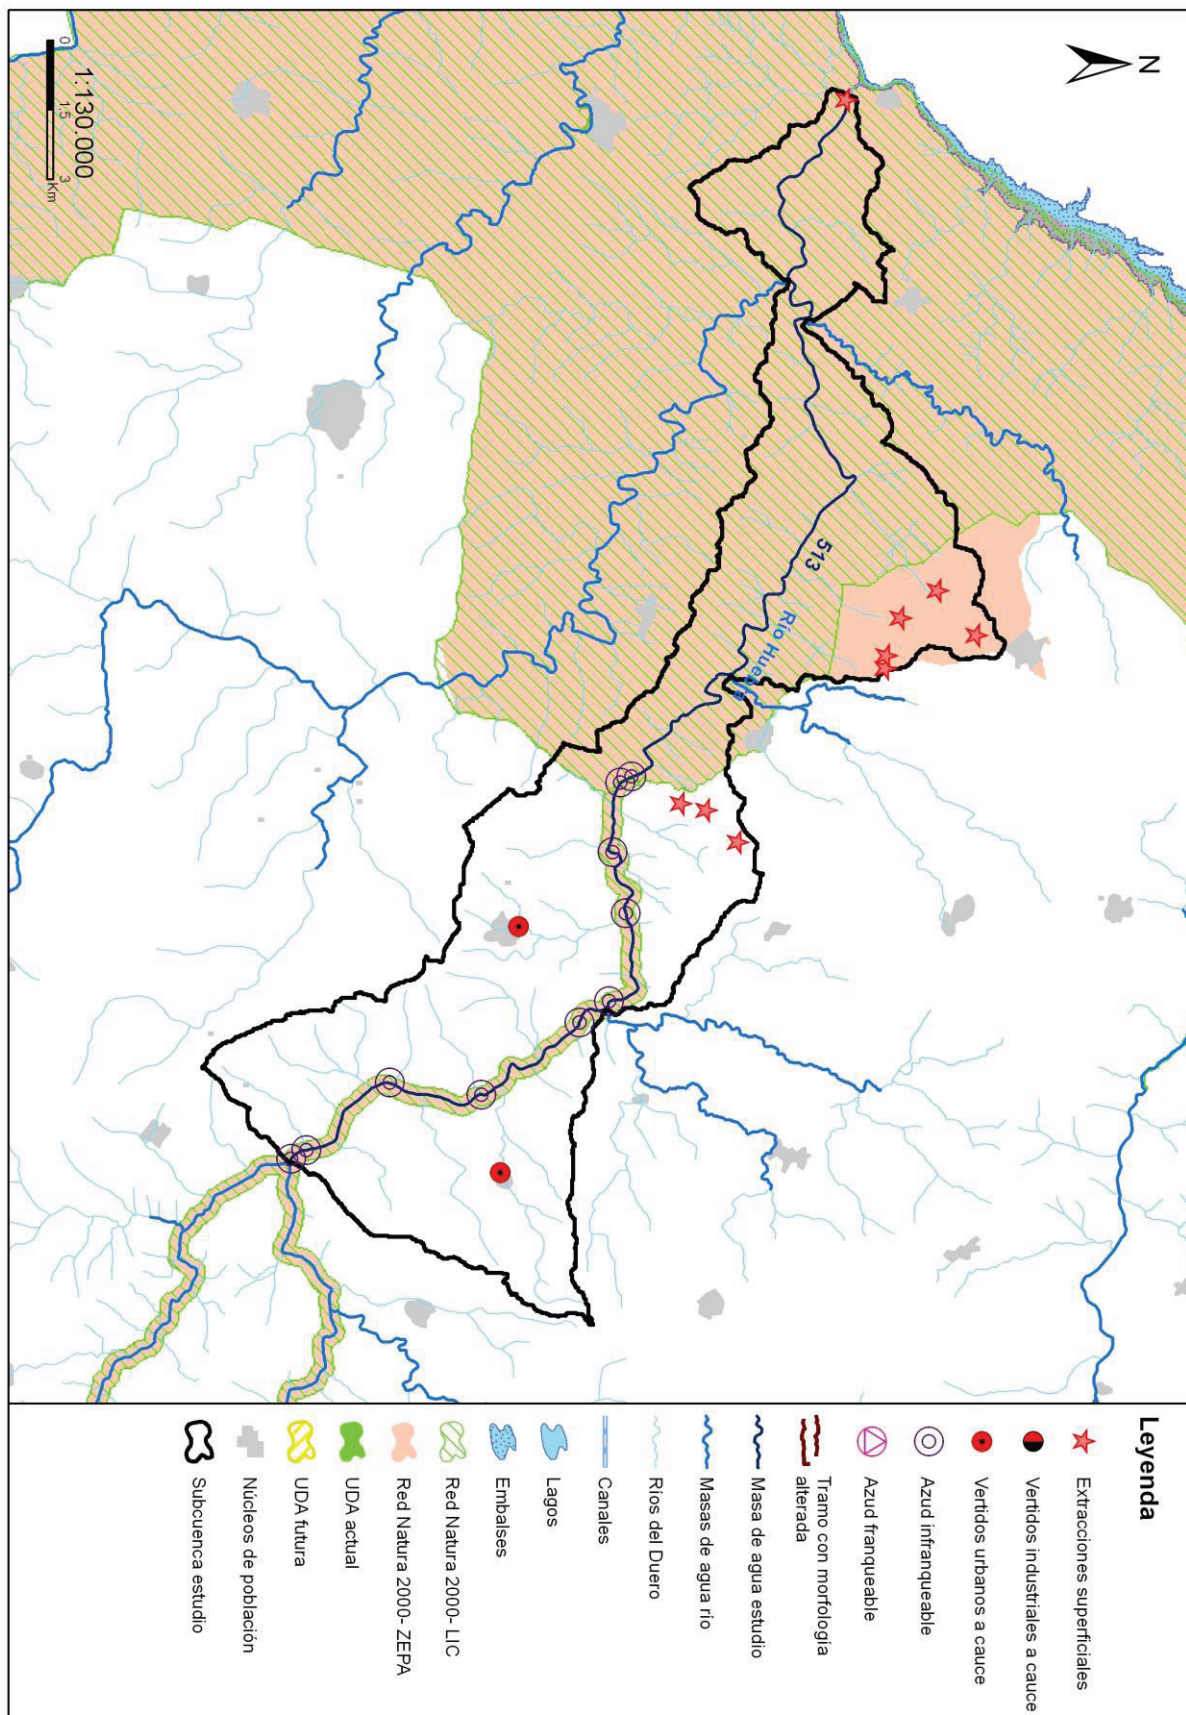 N
1:130.000
0 1,5 3
Km
513
Río Huebra
Leyenda
Extracciones superficiales
Vertidos industriales a cauce
Vertidos urbanos a cauce
Azud infranqueable
Azud franqueable
Tramo con morfología
alterada
Masa de agua estudio
Masas de agua río
Ríos del Duero
Canales
Lagos
Embalses
Red Natura 2000- LIC
Red Natura 2000- ZEPA
UDA actual
UDA futura
Núcleos de población
Subcuenca estudio